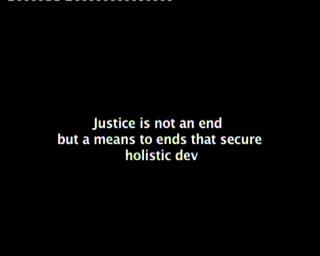 Justice is not an end
but a means to ends that secure
holistic dev